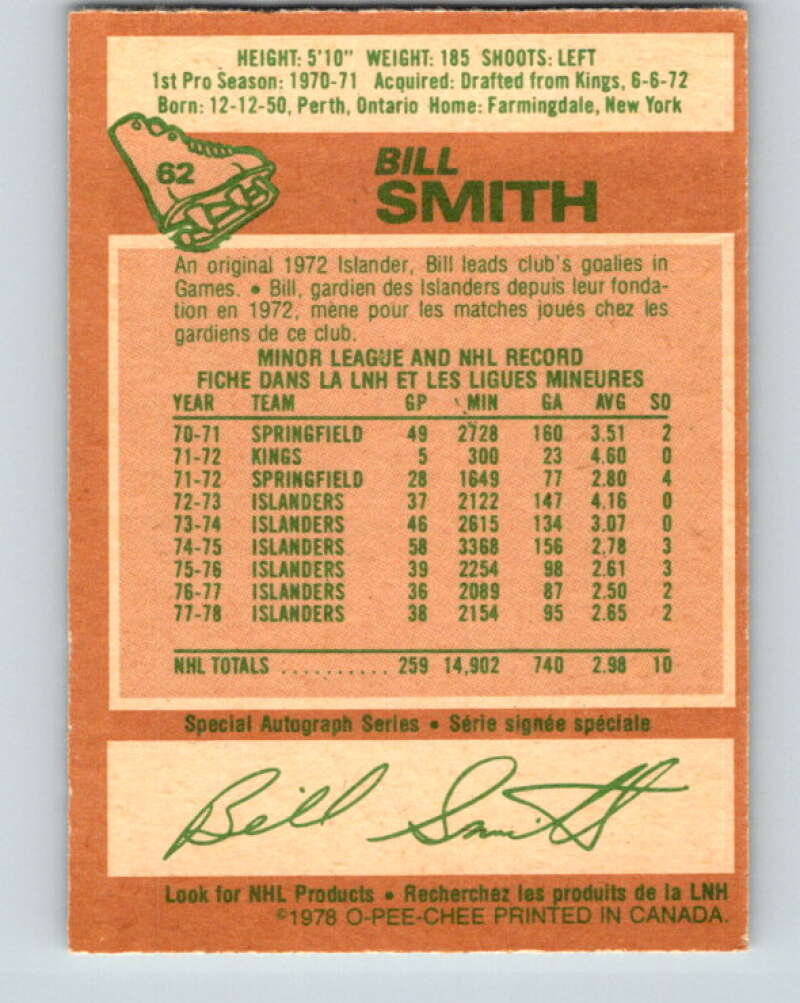 HEIGHT: 5'10" WEIGHT: 185 SHOOTS: LEFT
1st Pro Season: 1970-71 Acquired: Drafted from Kings, 6-6-72
Born: 12-12-50, Perth, Ontario Home: Farmingdale, New York
62
BILL
SMITH
An original 1972 Islander, Bill leads club's goalies in
Games. • Bill, gardien des Islanders depuis leur fonda-
tion en 1972, mène pour les matches joués chez les
gardiens de ce club.
MINOR LEAGUE AND NHL RECORD
FICHE DANS LA LNH ET LES LIGUES MINEURES
YEAR TEAM GP MIN GA AVG SO
70-71 SPRINGFIELD 49 2728 160 3.51 2
71-72 KINGS 5 300 23 4.60 0
71-72 SPRINGFIELD 28 1649 77 2.80 4
72-73 ISLANDERS 37 2122 147 4.16 0
73-74 ISLANDERS 46 2615 134 3.07 0
74-75 ISLANDERS 58 3368 156 2.78 3
75-76 ISLANDERS 39 2254 98 2.61 3
76-77 ISLANDERS 36 2089 87 2.50 2
77-78 ISLANDERS 38 2154 95 2.65 2
NHL TOTALS .......... 259 14,902 740 2.98 10
Special Autograph Series • Série signée spéciale
Bill Smith
Look for NHL Products • Recherchez les produits de la LNH
©1978 O-PEE-CHEE PRINTED IN CANADA.